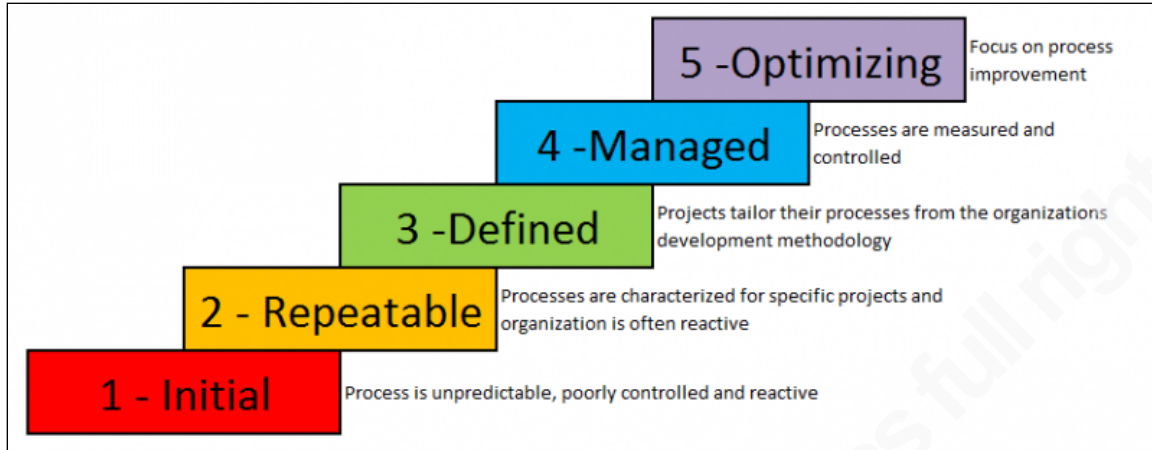 5 -Optimizing
Focus on process
improvement
4 -Managed
Processes are measured and
controlled
3 -Defined
Projects tailor their processes from the organizations
development methodology
2 - Repeatable
Processes are characterized for specific projects and
organization is often reactive
1 - Initial
Process is unpredictable, poorly controlled and reactive
full right